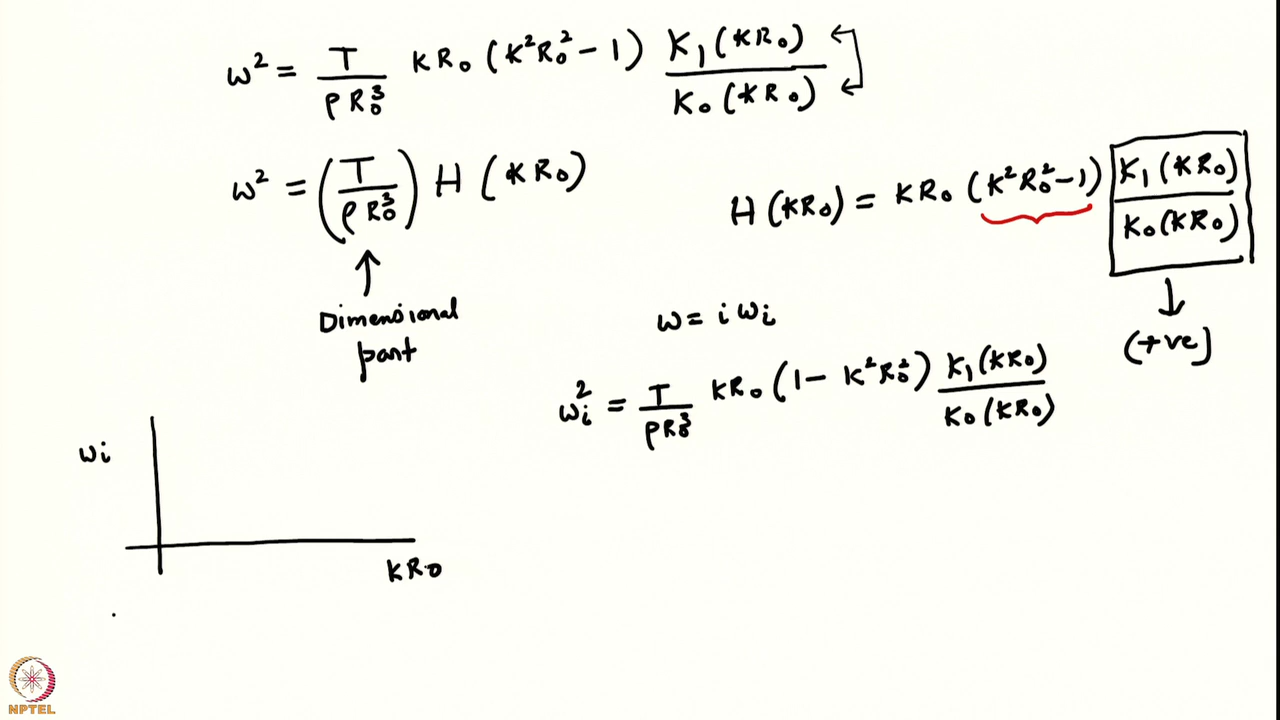 ω² = T/ρR₀³ kR₀ (k²R₀² - 1) K₁(kR₀)/K₀(kR₀)
ω² = (T/ρR₀³) H (kR₀)
H(kR₀) = kR₀ (k²R₀² - 1) K₁(kR₀)/K₀(kR₀)
Dimensional
part
(+ve)
ω = iωi
ωi² = T/ρR₀³ kR₀ (1 - k²R₀²) K₁(kR₀)/K₀(kR₀)
ωi
kR₀
NPTEL